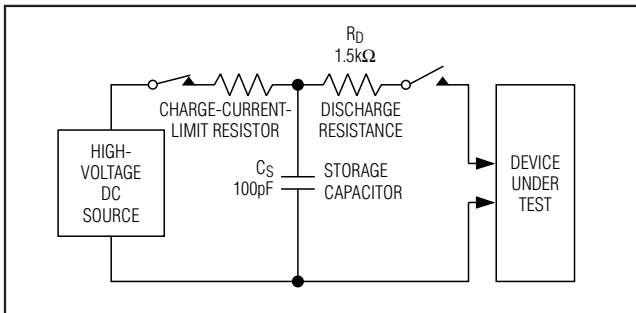 R_D
1.5kΩ
CHARGE-CURRENT-
LIMIT RESISTOR
DISCHARGE
RESISTANCE
HIGH-
VOLTAGE
DC
SOURCE
C_S
100pF
STORAGE
CAPACITOR
DEVICE
UNDER
TEST